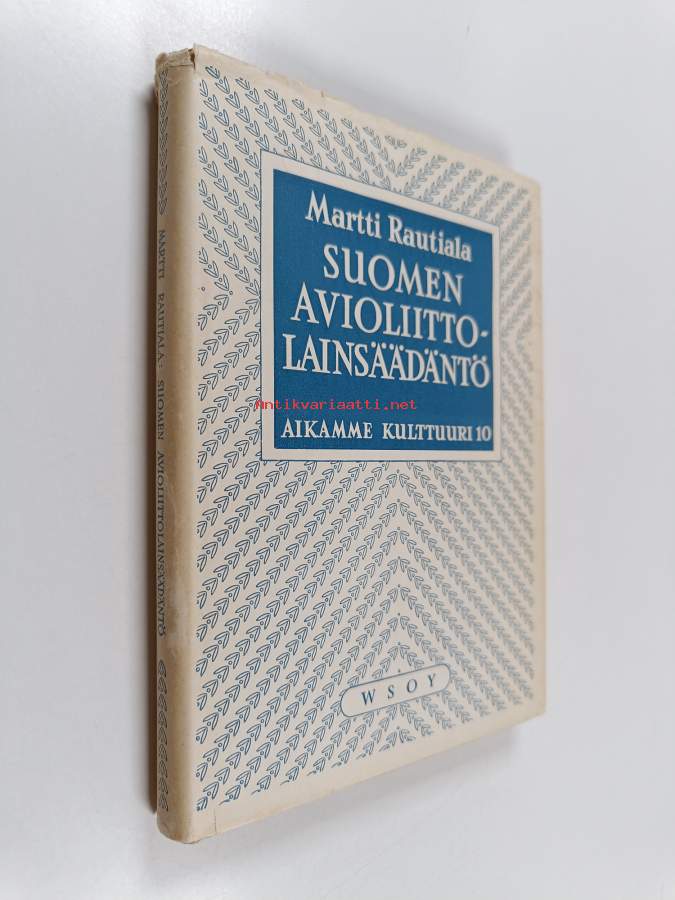 Martti Rautiala
SUOMEN
AVIOLIITTO-
LAINSÄÄDÄNTÖ
Antikvariaatti.net
AIKAMME KULTTUURI 10
WSOY
MARTTI RAUTIALA: SUOMEN AVIOLIITTOLAINSÄÄDÄNTÖ